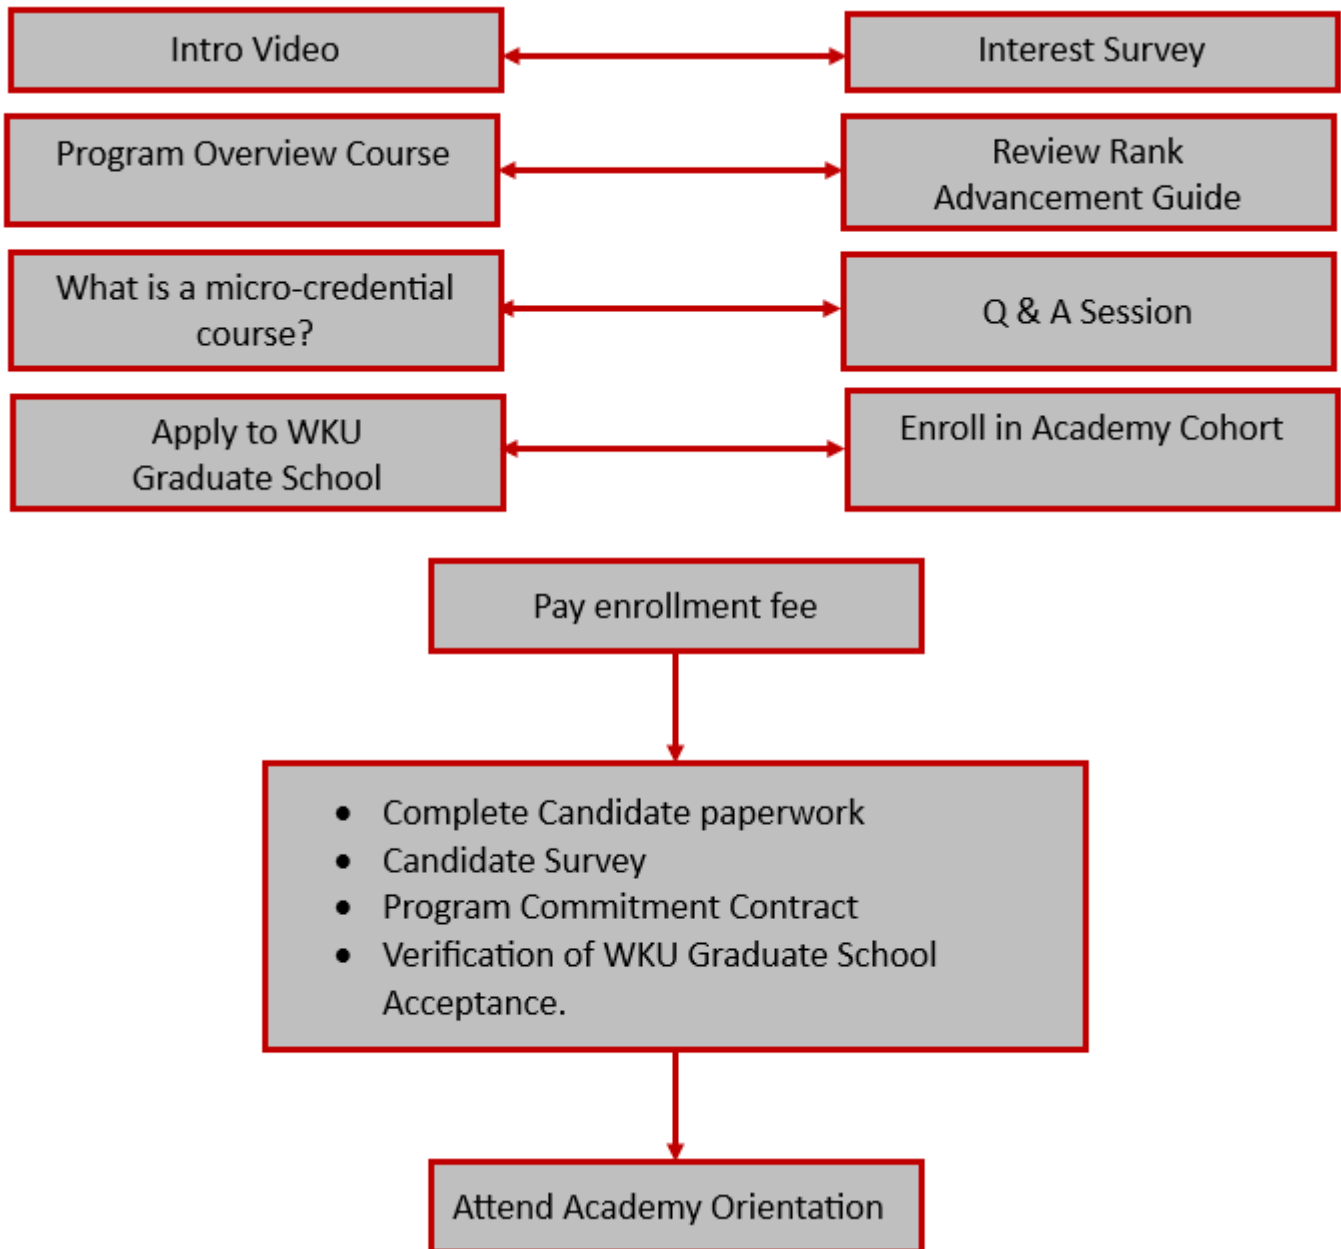 Intro Video
Interest Survey
Program Overview Course
Review Rank
Advancement Guide
What is a micro-credential
course?
Q & A Session
Apply to WKU
Graduate School
Enroll in Academy Cohort
Pay enrollment fee
• Complete Candidate paperwork
• Candidate Survey
• Program Commitment Contract
• Verification of WKU Graduate School
Acceptance.
Attend Academy Orientation